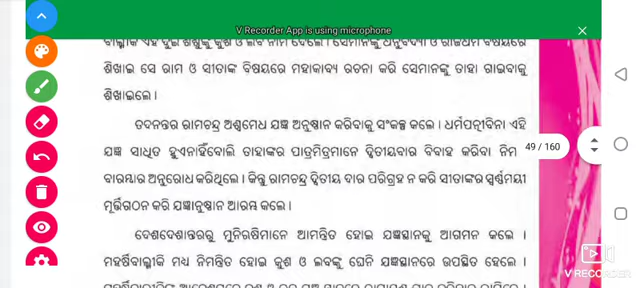 V Recorder App is using microphone
ବାଲ୍ମୀକି ଏହି ଦୁଇ ଶିଶୁଙ୍କୁ କୁଶ ଓ ଲବ ନାମ ଦେଲେ । ସେମାନଙ୍କୁ ଧନୁର୍ବିଦ୍ୟା ଓ ରାଜଧର୍ମ ବିଷୟରେ
ଶିଖାଇ ସେ ରାମ ଓ ସୀତାଙ୍କ ବିଷୟରେ ମହାକାବ୍ୟ ରଚନା କରି ସେମାନଙ୍କୁ ତାହା ଗାଇବାକୁ
ଶିଖାଇଲେ ।
ତଦନନ୍ତର ରାମଚନ୍ଦ୍ର ଅଶ୍ୱମେଧ ଯଜ୍ଞ ଅନୁଷ୍ଠାନ କରିବାକୁ ସଂକଳ୍ପ କଲେ । ଧର୍ମପତ୍ନୀବିନା ଏହି
ଯଜ୍ଞ ସାଧିତ ହୁଏନାହିଁବୋଲି ତାହାଙ୍କର ପାତ୍ରମିତ୍ରମାନେ ଦ୍ୱିତୀୟବାର ବିବାହ କରିବା ନିମ
49 / 160
ବାରମ୍ବାର ଅନୁରୋଧ କରିଥିଲେ । କିନ୍ତୁ ରାମଚନ୍ଦ୍ର ଦ୍ୱିତୀୟ ଦାର ପରିଗ୍ରହ ନ କରି ସୀତାଙ୍କର ସ୍ୱର୍ଣ୍ଣମୟୀ
ମୂର୍ତ୍ତିଗଠନ କରି ଯଜ୍ଞାନୁଷ୍ଠାନ ଆରମ୍ଭ କଲେ ।
ଦେଶଦେଶାନ୍ତରରୁ ମୁନିଋଷିମାନେ ଆମନ୍ତ୍ରିତ ହୋଇ ଯଜ୍ଞସ୍ଥାନକୁ ଆଗମନ କଲେ ।
ମହର୍ଷିବାଲ୍ମୀକି ମଧ୍ୟ ନିମନ୍ତ୍ରିତ ହୋଇ କୁଶ ଓ ଲବଙ୍କୁ ଘେନି ଯଜ୍ଞସ୍ଥାନରେ ଉପସ୍ଥିତ ହେଲେ ।
V RECORDER